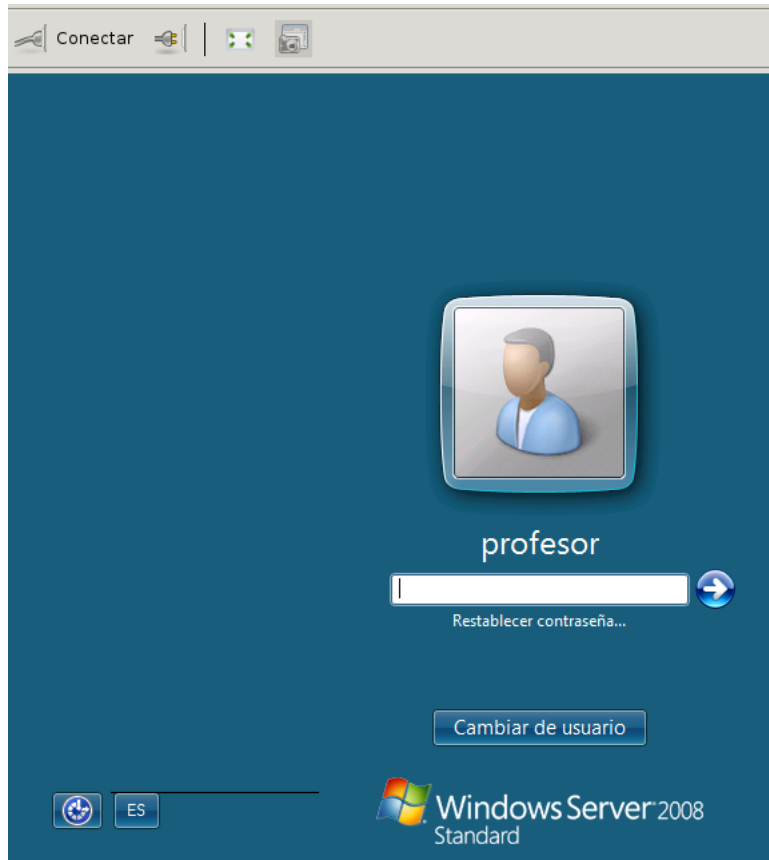 Conectar
profesor
Restablecer contraseña...
Cambiar de usuario
ES
Windows Server 2008
Standard